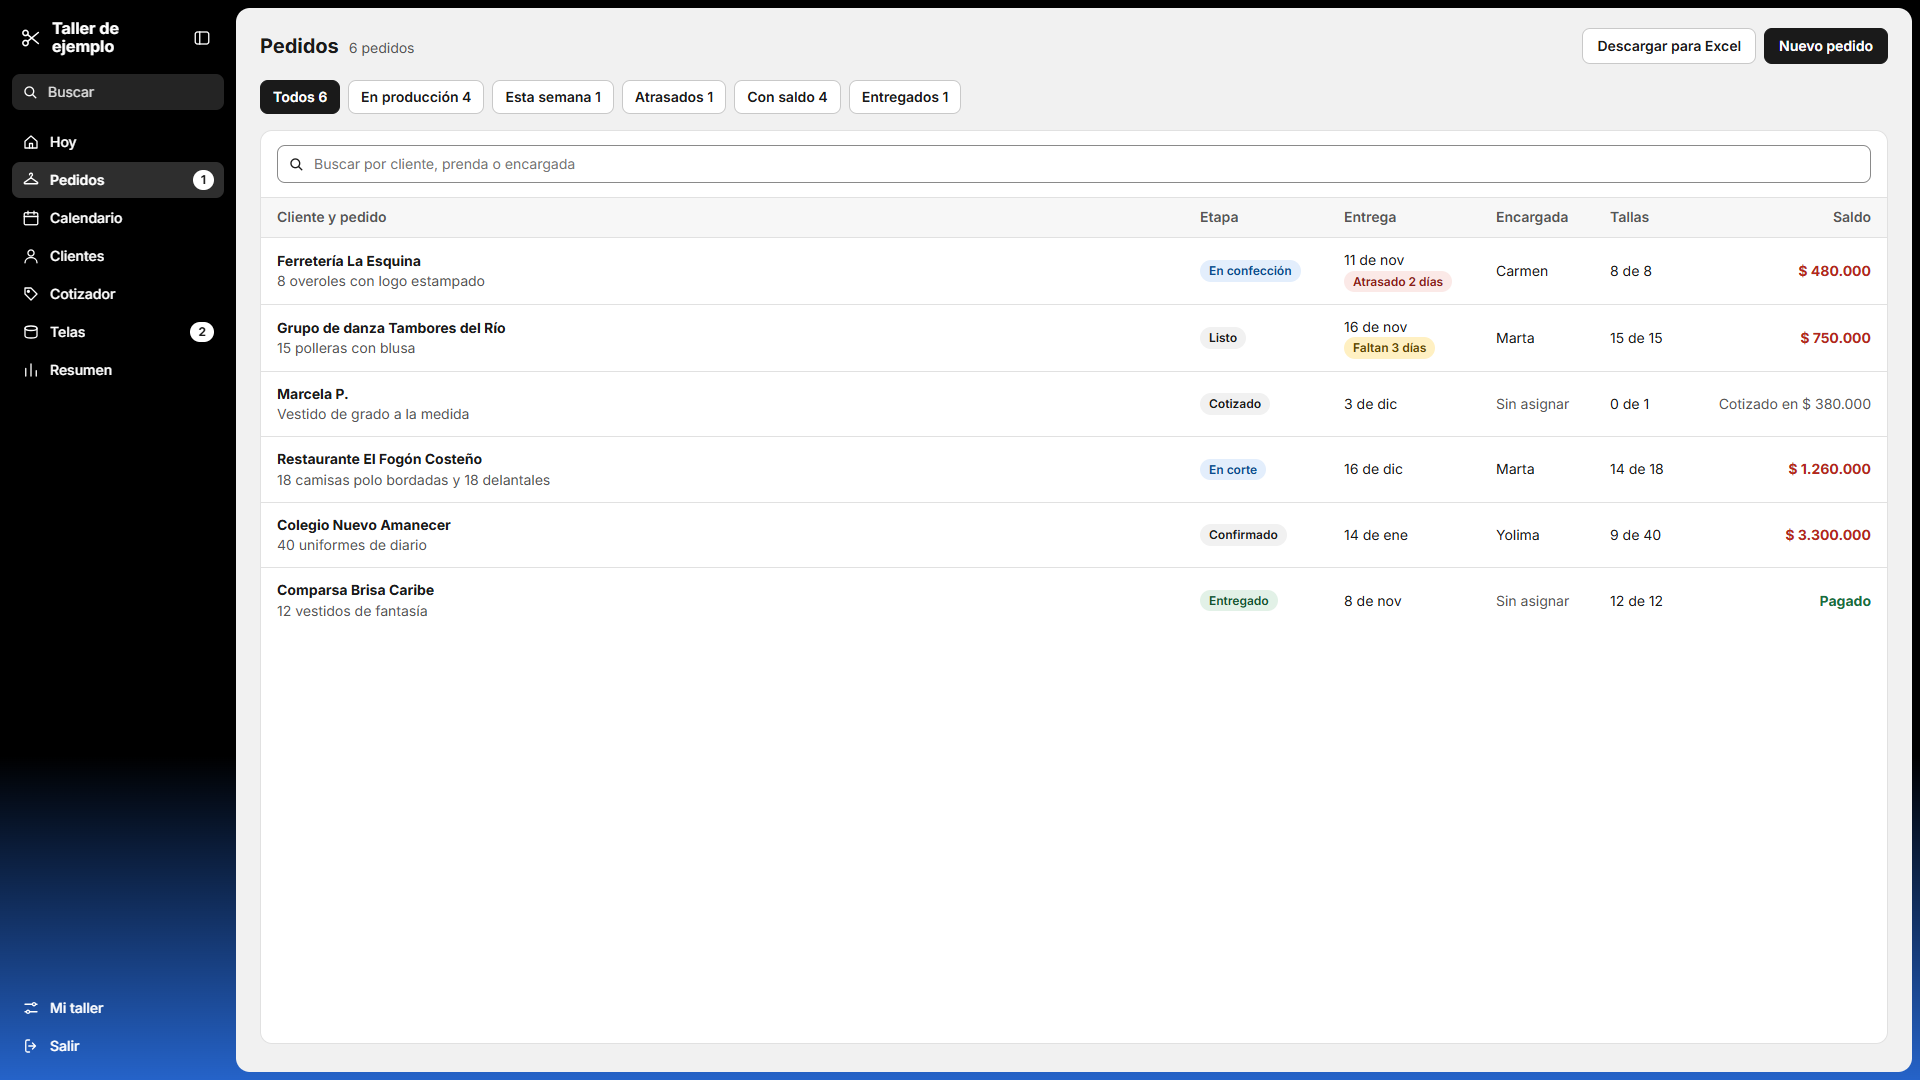 Taller de
ejemplo
Buscar
Hoy
Pedidos 1
Calendario
Clientes
Cotizador
Telas 2
Resumen
Mi taller
Salir
Pedidos 6 pedidos
Descargar para Excel
Nuevo pedido
Todos 6
En producción 4
Esta semana 1
Atrasados 1
Con saldo 4
Entregados 1
Buscar por cliente, prenda o encargada
Cliente y pedido Etapa Entrega Encargada Tallas Saldo
Ferretería La Esquina
8 overoles con logo estampado
En confección
11 de nov
Atrasado 2 días
Carmen
8 de 8
$ 480.000
Grupo de danza Tambores del Río
15 polleras con blusa
Listo
16 de nov
Faltan 3 días
Marta
15 de 15
$ 750.000
Marcela P.
Vestido de grado a la medida
Cotizado
3 de dic
Sin asignar
0 de 1
Cotizado en $ 380.000
Restaurante El Fogón Costeño
18 camisas polo bordadas y 18 delantales
En corte
16 de dic
Marta
14 de 18
$ 1.260.000
Colegio Nuevo Amanecer
40 uniformes de diario
Confirmado
14 de ene
Yolima
9 de 40
$ 3.300.000
Comparsa Brisa Caribe
12 vestidos de fantasía
Entregado
8 de nov
Sin asignar
12 de 12
Pagado